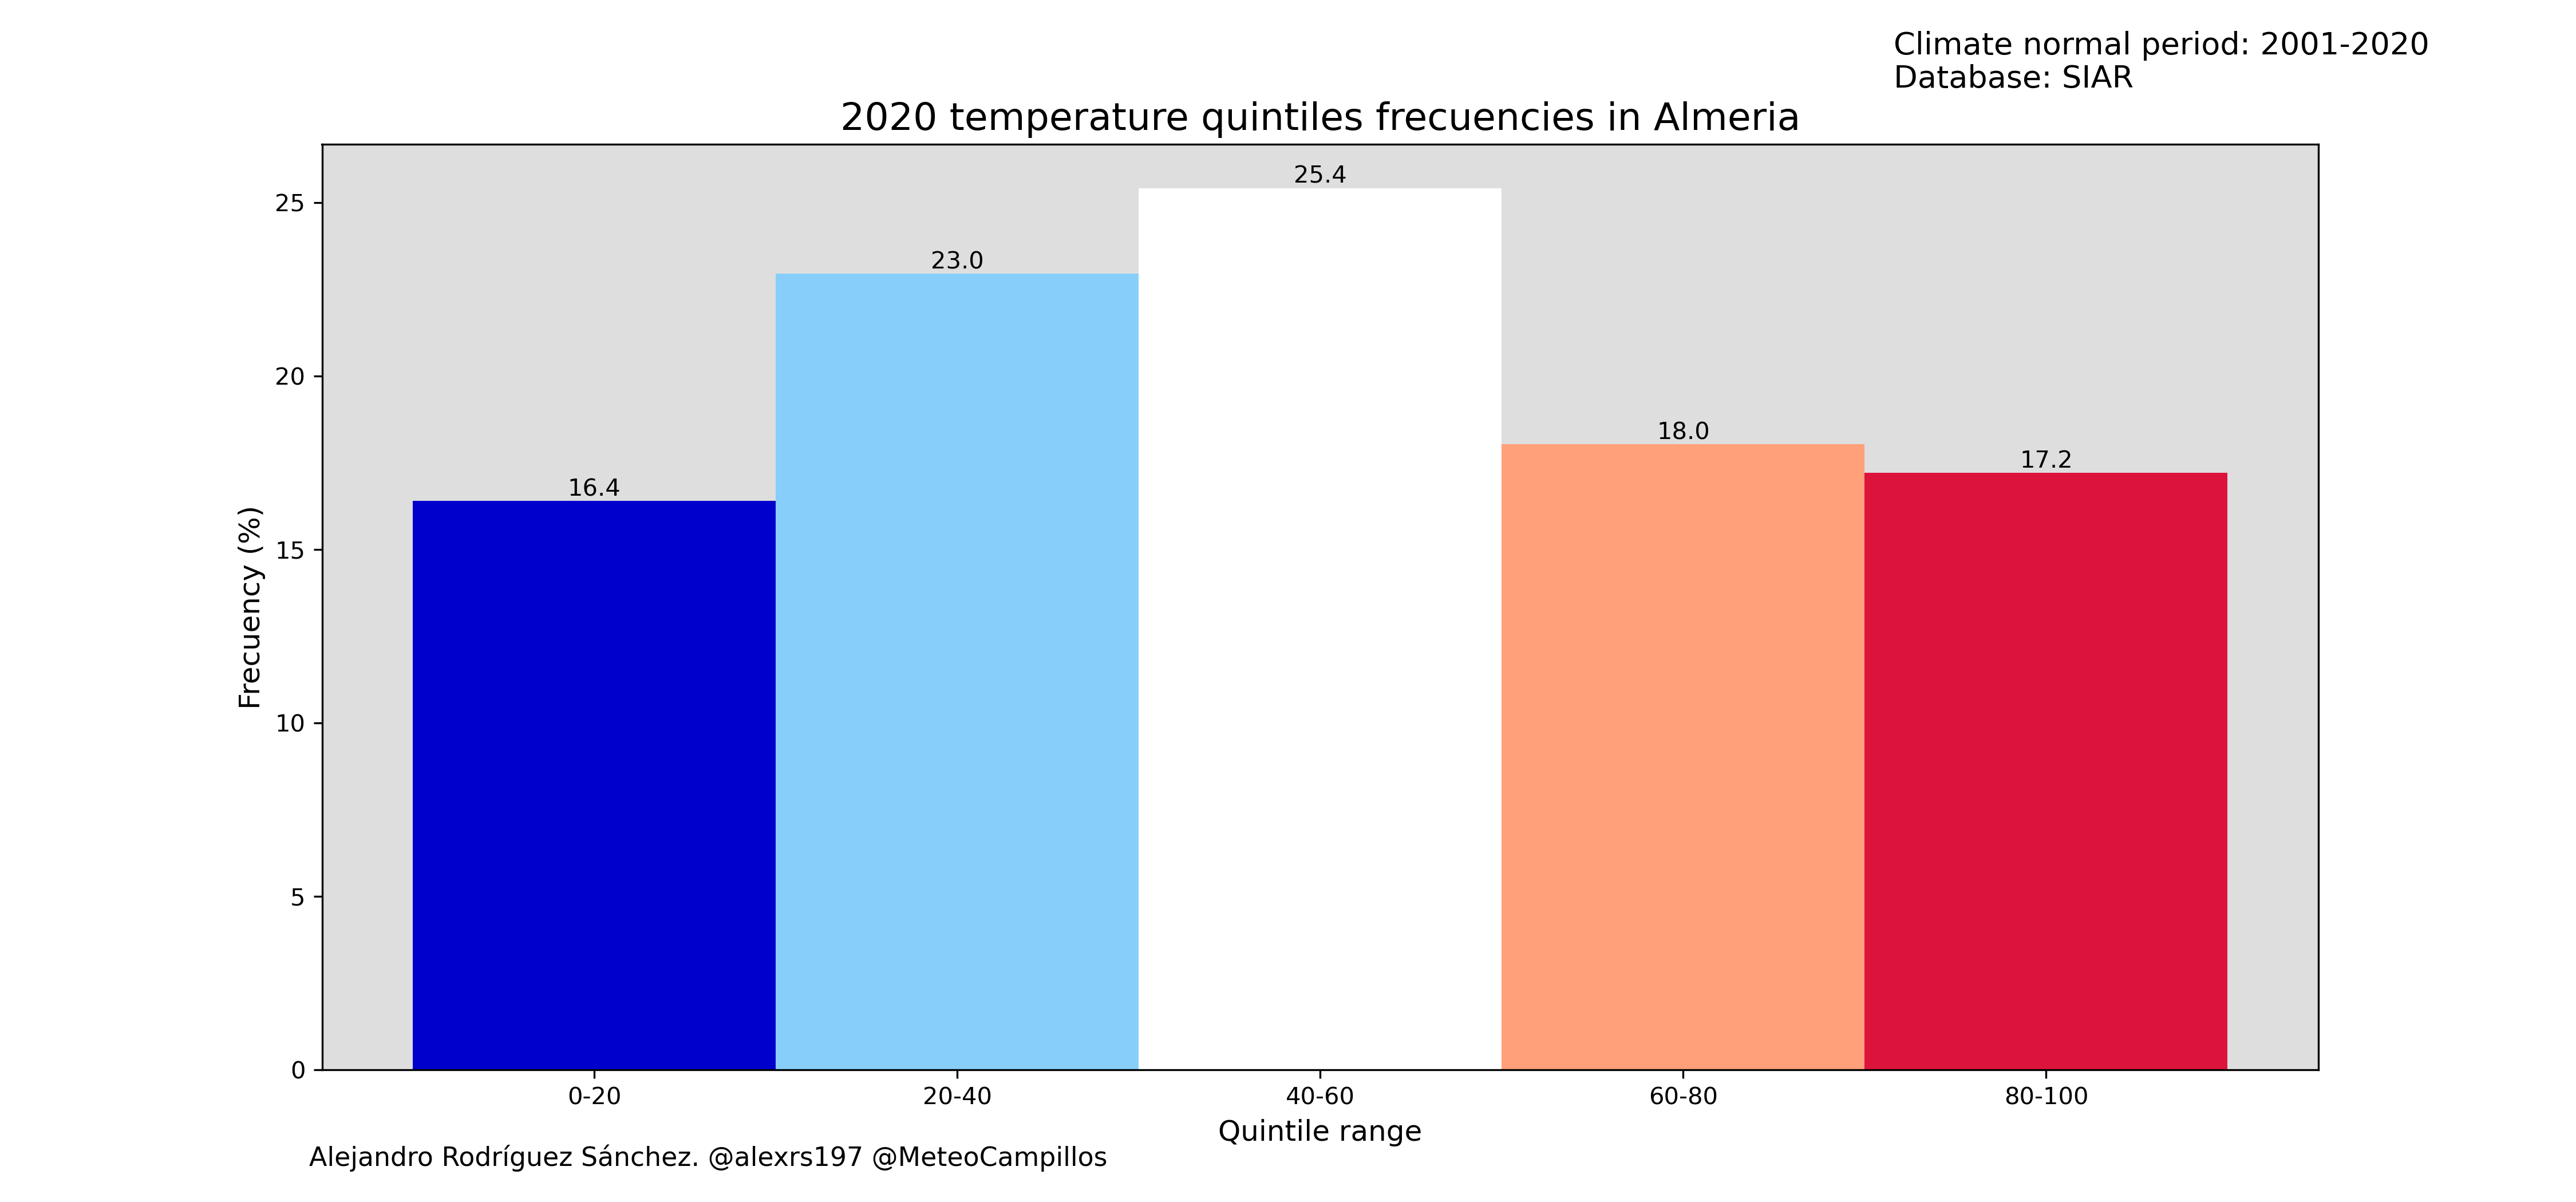 Climate normal period: 2001-2020
Database: SIAR
2020 temperature quintiles frecuencies in Almeria
25.4
25
23.0
20
18.0
17.2
16.4
15
10
5
0
Frecuency (%)
0-20 20-40 40-60 60-80 80-100
Quintile range
Alejandro Rodríguez Sánchez. @alexrs197 @MeteoCampillos